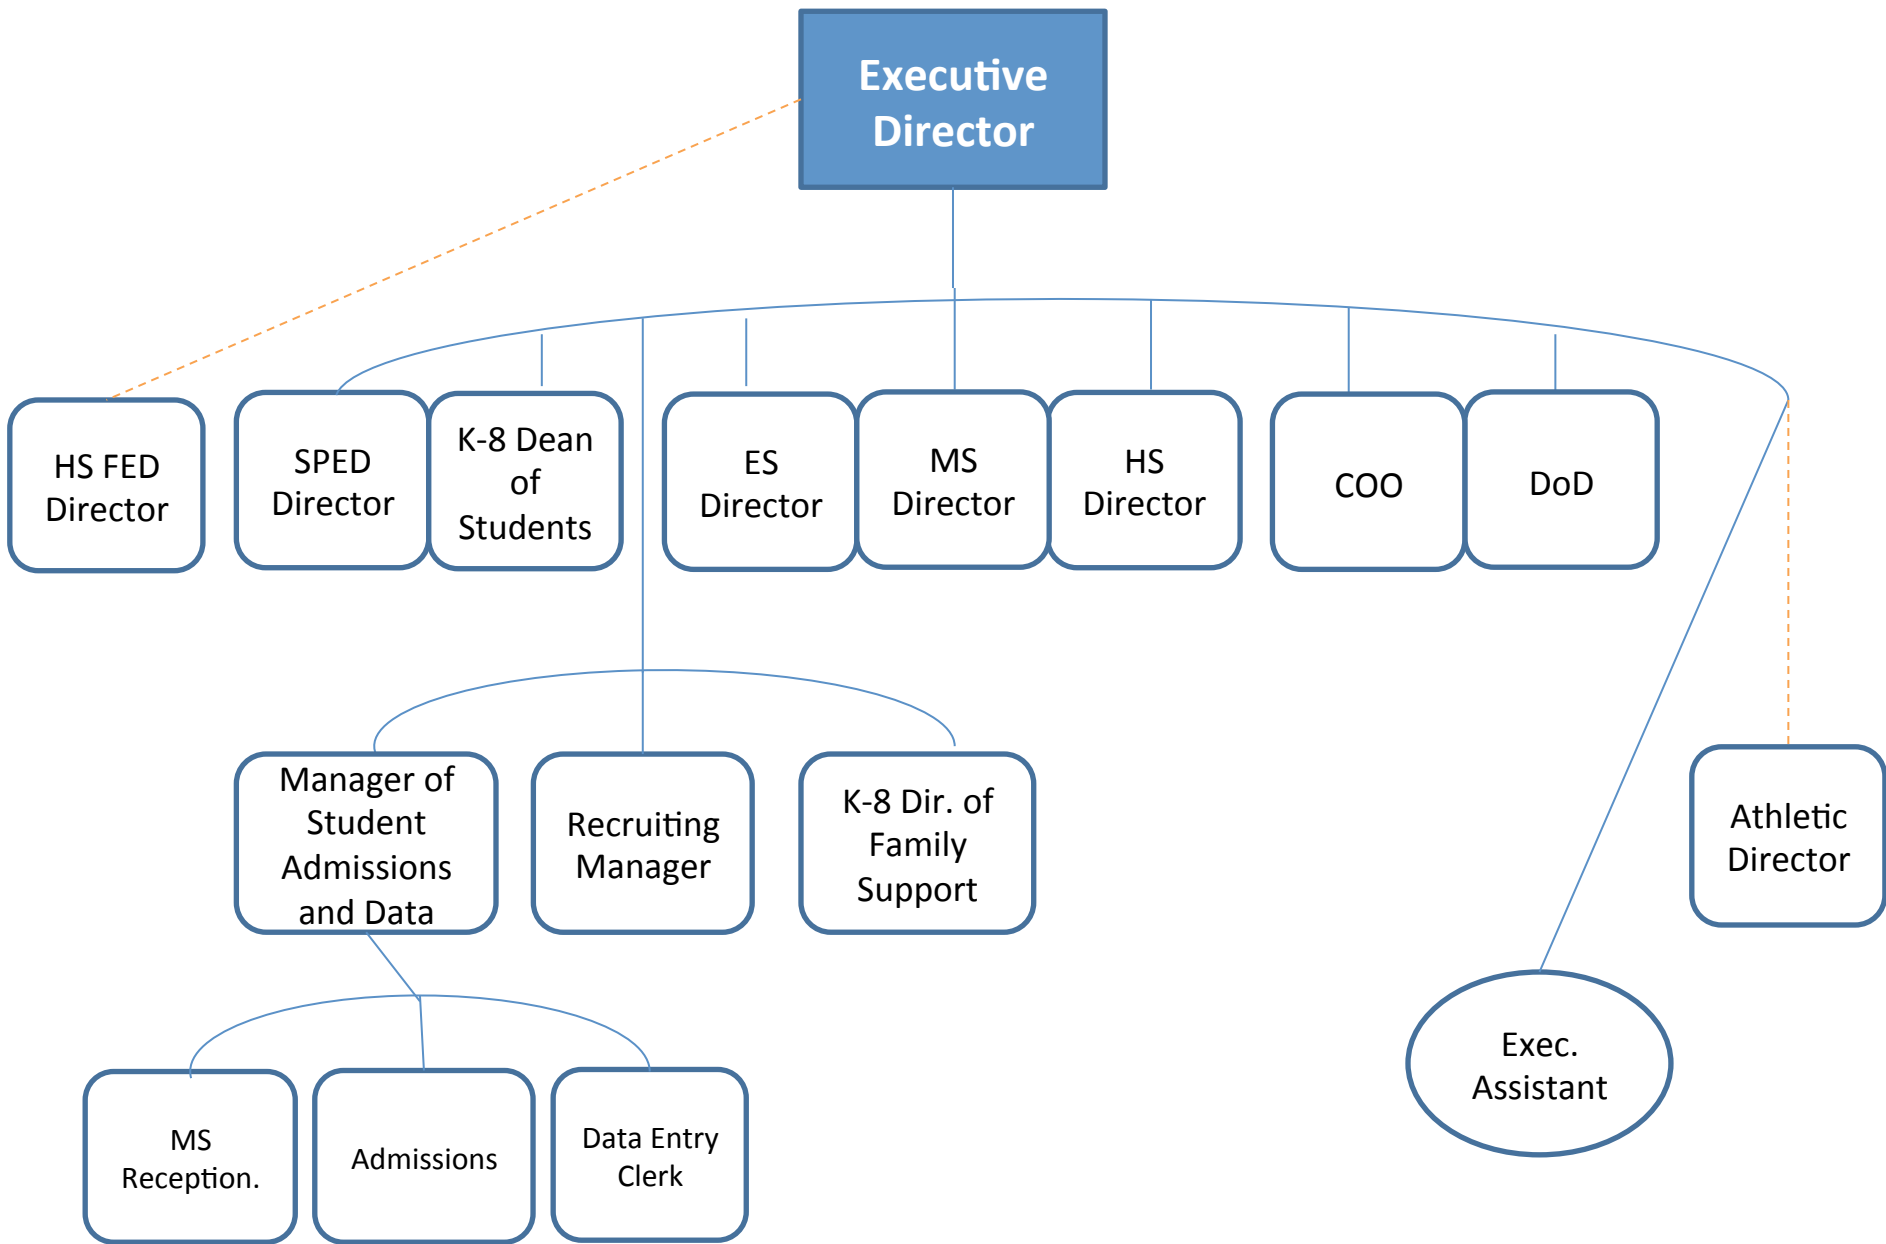 Executive
Director
HS FED
Director
SPED
Director
K-8 Dean
of
Students
ES
Director
MS
Director
HS
Director
COO
DoD
Manager of
Student
Admissions
and Data
Recruiting
Manager
K-8 Dir. of
Family
Support
Athletic
Director
Exec.
Assistant
MS
Reception.
Admissions
Data Entry
Clerk